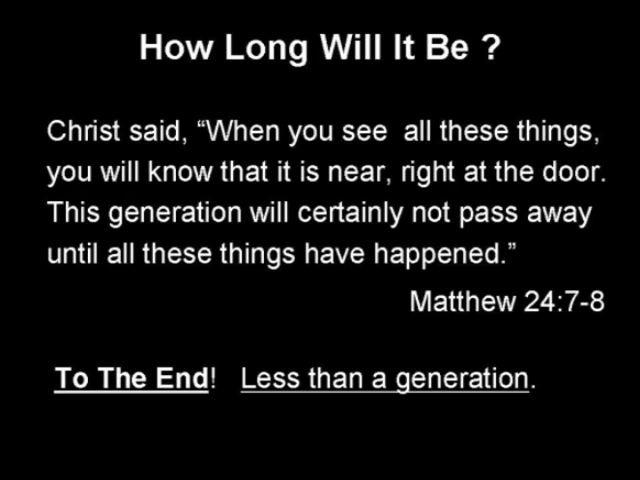 How Long Will It Be ?
Christ said, “When you see  all these things,
you will know that it is near, right at the door.
This generation will certainly not pass away
until all these things have happened.”
Matthew 24:7-8
To The End!   Less than a generation.